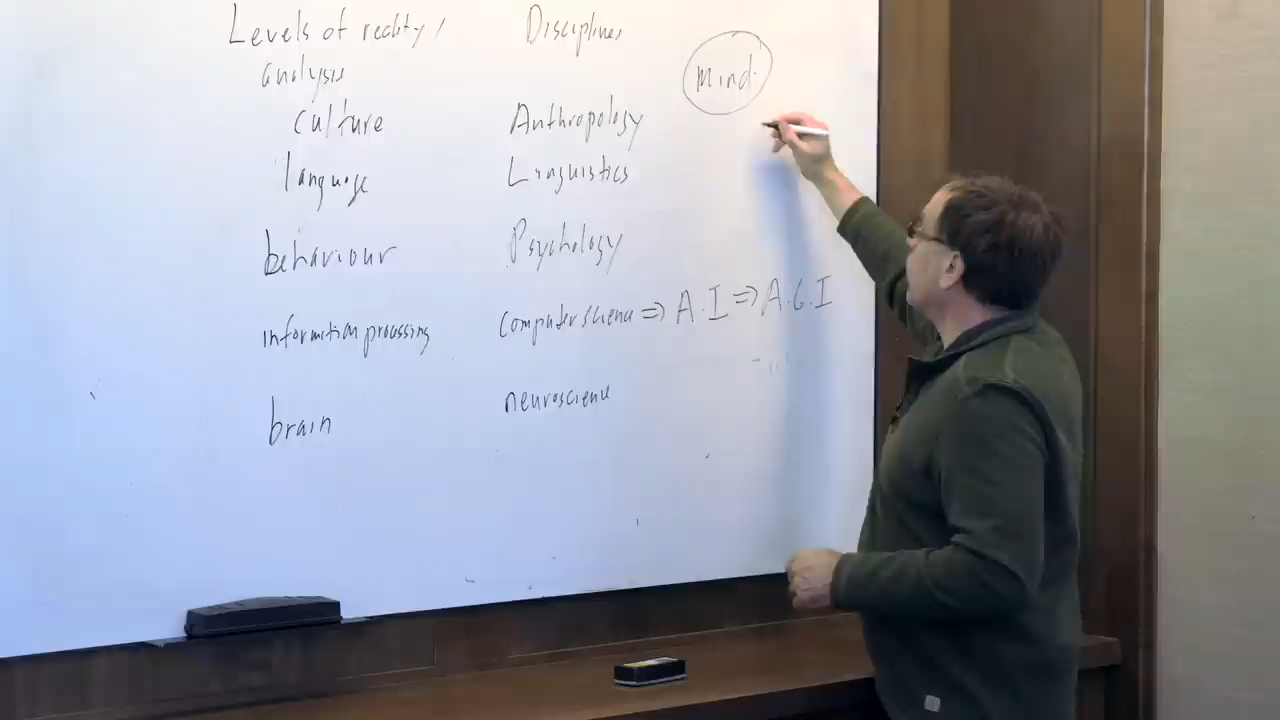 Levels of reality / Disciplines
analysis
Mind
culture Anthropology
language Linguistics
behaviour Psychology
information processing computer science => A.I => A.G.I
brain neuroscience